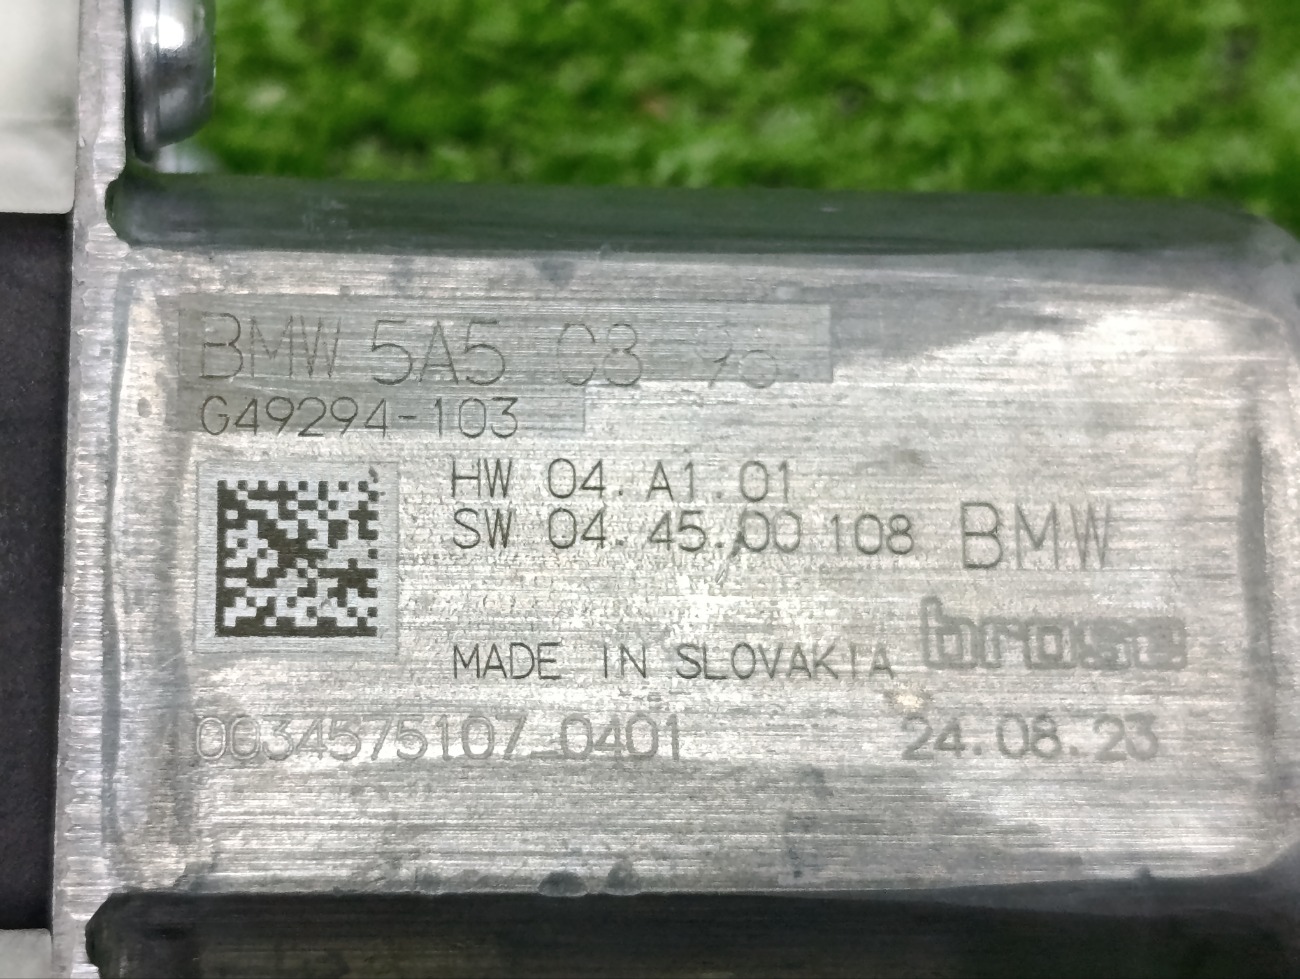 BMW 5A5 C8
G49294-103
HW 04.A1.01
SW 04.45.00 108 BMW
brose
MADE IN SLOVAKIA
0034575107 0401 24.08.23